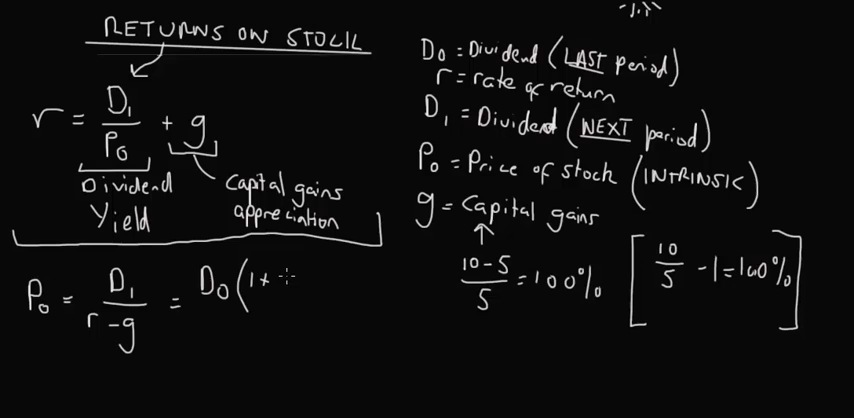 RETURNS ON STOCK
r = D₁/P₀ + g
Dividend
Yield
Capital gains
appreciation
P₀ = D₁/(r - g) = D₀(1+
D₀ = Dividend (LAST period)
r = rate of return
D₁ = Dividend (NEXT period)
P₀ = Price of stock (INTRINSIC)
g = Capital gains
10-5/5 = 100% [10/5 - 1 = 100%]